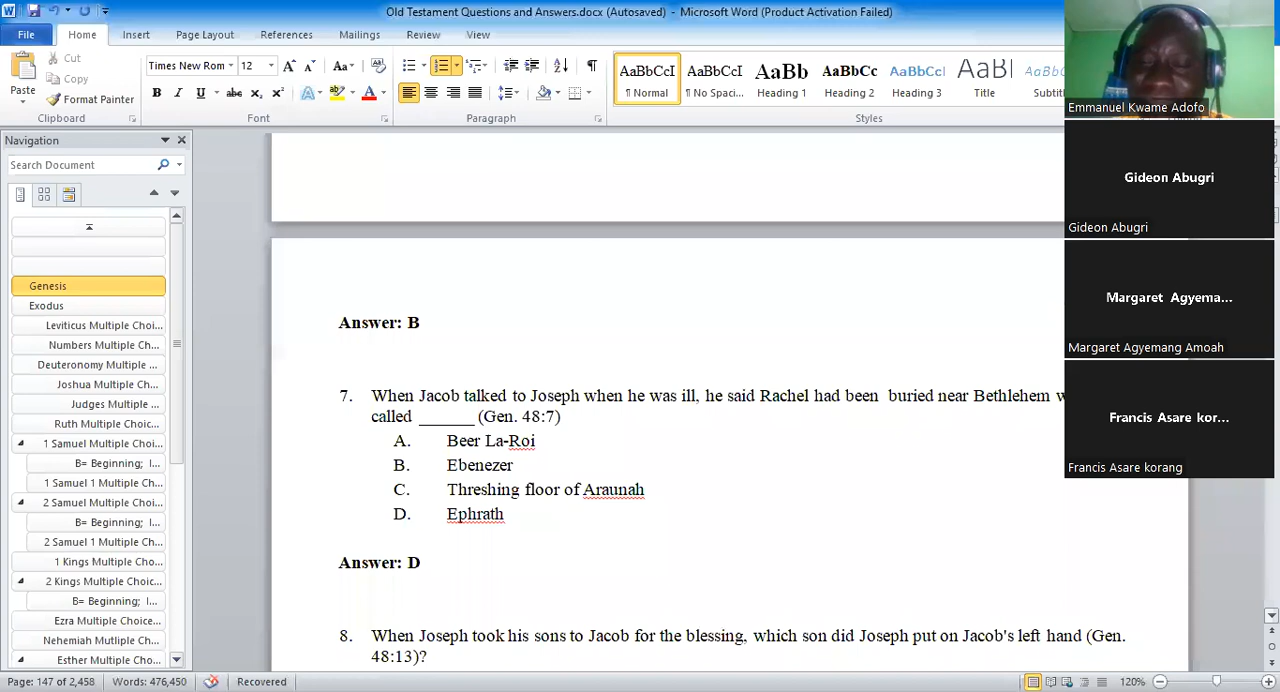 Old Testament Questions and Answers.docx (Autosaved) - Microsoft Word (Product Activation Failed)
File Home Insert Page Layout References Mailings Review View
Cut
Copy
Format Painter
Paste
Clipboard
Times New Rom 12
Font
Paragraph
AaBbCcI AaBbCcI AaBb AaBbCc AaBbCcI AaBl
¶ Normal ¶ No Spaci... Heading 1 Heading 2 Heading 3 Title
Styles
Navigation
Search Document
Genesis
Exodus
Leviticus Multiple Choi...
Numbers Multiple Ch...
Deuteronomy Multiple ...
Joshua Multiple Ch...
Judges Multiple ...
Ruth Multiple Choice...
1 Samuel Multiple Choi...
B= Beginning; I...
1 Samuel 1 Multiple Ch...
2 Samuel Multiple Choi...
B= Beginning; I...
2 Samuel 1 Multiple Ch...
1 Kings Multiple Cho...
2 Kings Multiple Choic...
B= Beginning; I...
Ezra Multiple Choice...
Nehemiah Mutliple Ch...
Esther Multiple Cho...
Answer: B
7. When Jacob talked to Joseph when he was ill, he said Rachel had been buried near Bethlehem
called ______ (Gen. 48:7)
A. Beer La-Roi
B. Ebenezer
C. Threshing floor of Araunah
D. Ephrath
Answer: D
8. When Joseph took his sons to Jacob for the blessing, which son did Joseph put on Jacob's left hand (Gen.
48:13)?
Emmanuel Kwame Adofo
Gideon Abugri
Gideon Abugri
Margaret Agyema...
Margaret Agyemang Amoah
Francis Asare kor...
Francis Asare korang
Page: 147 of 2,458 Words: 476,450 Recovered
120%